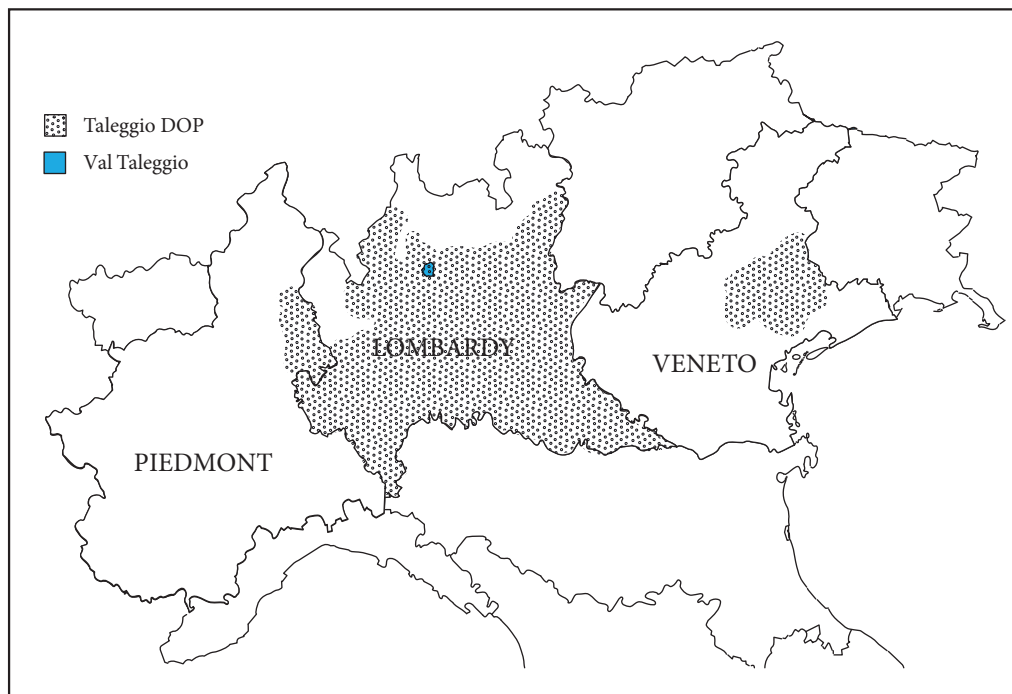 Taleggio DOP
Val Taleggio
LOMBARDY
VENETO
PIEDMONT